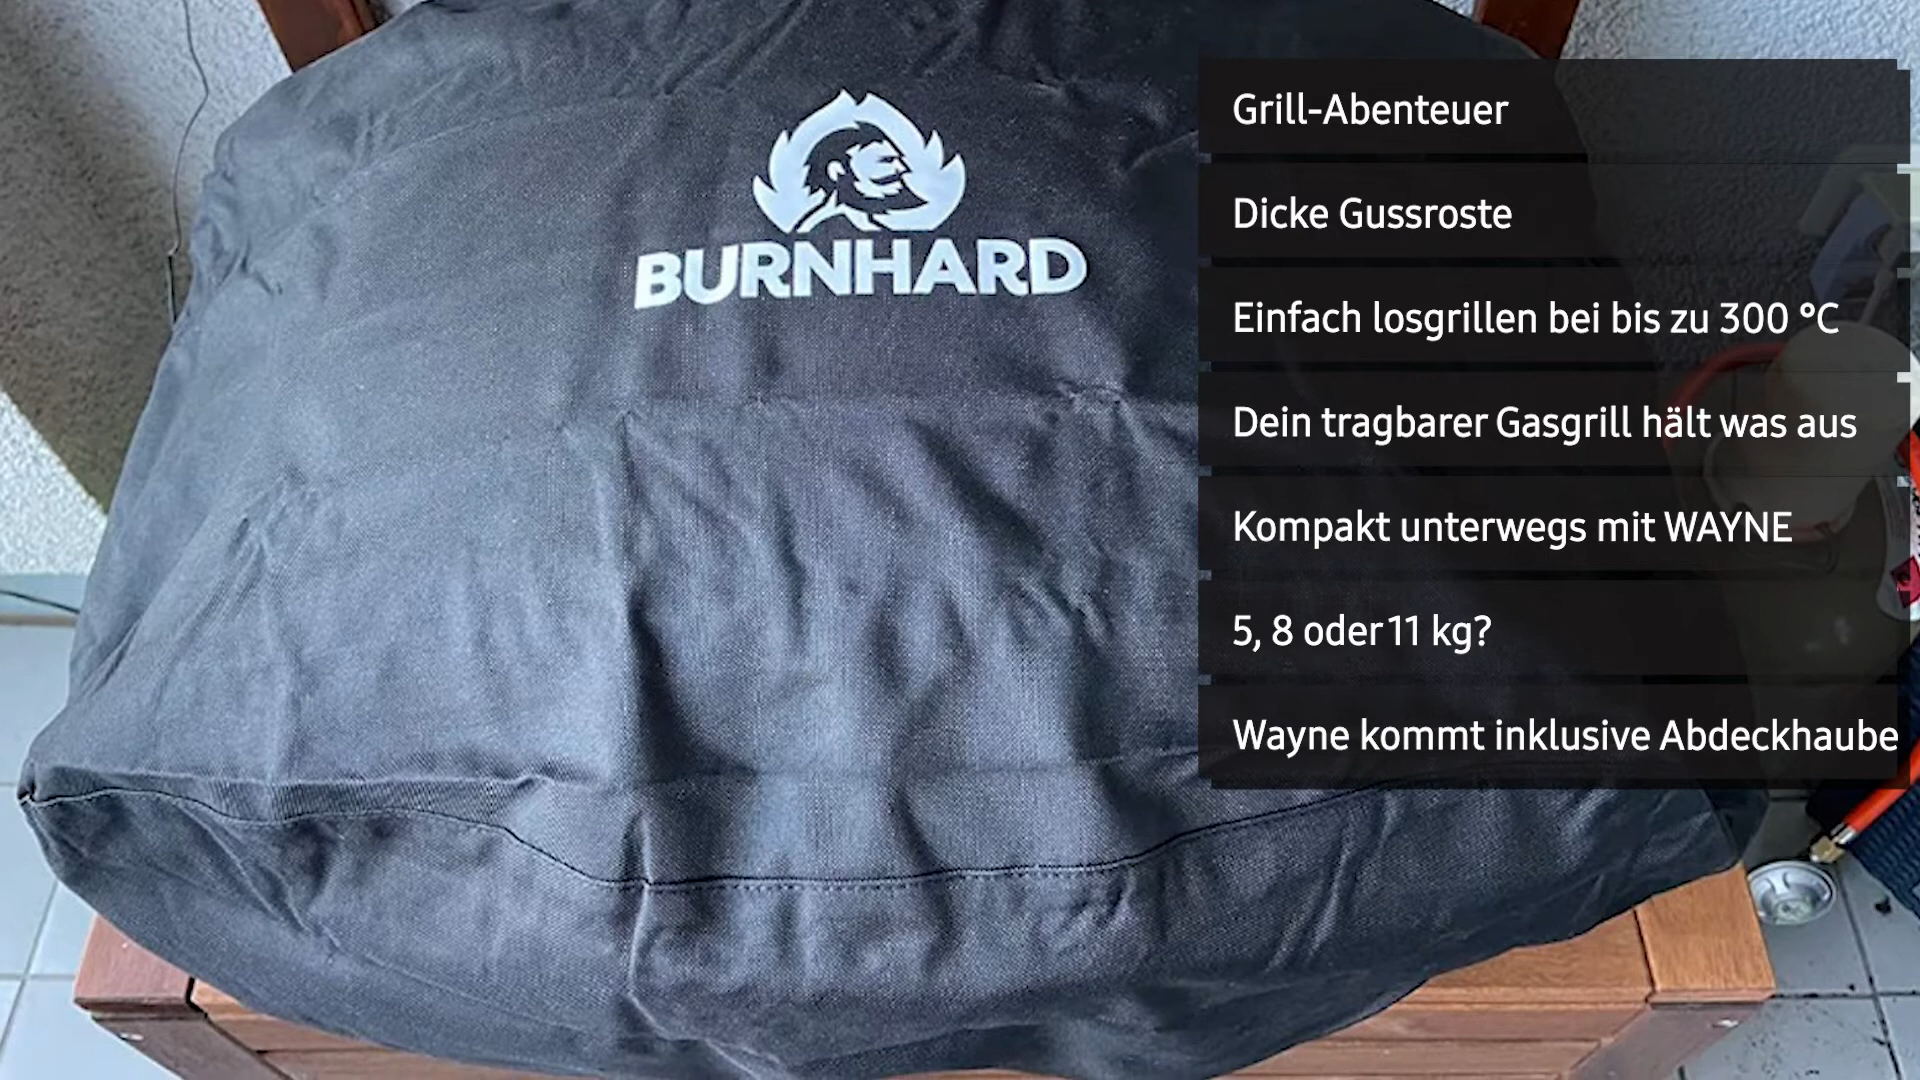 BURNHARD
Grill-Abenteuer
Dicke Gussroste
Einfach losgrillen bei bis zu 300 °C
Dein tragbarer Gasgrill hält was aus
Kompakt unterwegs mit WAYNE
5, 8 oder 11 kg?
Wayne kommt inklusive Abdeckhaube